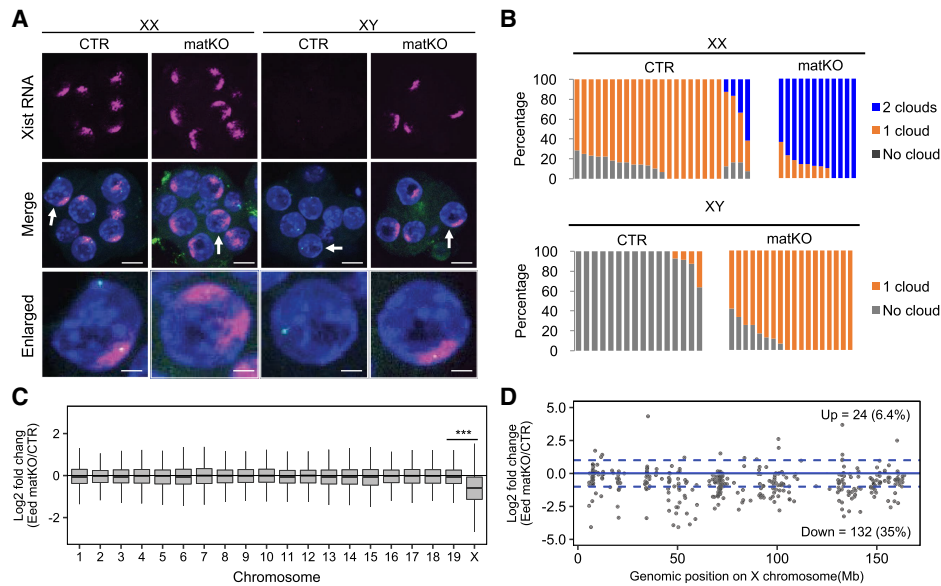 A
XX
XY
CTR
matKO
CTR
matKO
Xist RNA
Merge
Enlarged
B
XX
CTR
matKO
Percentage
100
80
60
40
20
0
2 clouds
1 cloud
No cloud
XY
CTR
matKO
Percentage
100
80
60
40
20
0
1 cloud
No cloud
C
Log2 fold chang
(Eed matKO/CTR)
2
0
-2
***
1 2 3 4 5 6 7 8 9 10 11 12 13 14 15 16 17 18 19 X
Chromosome
D
Log2 fold change
(Eed matKO/CTR)
5.0
2.5
0.0
-2.5
-5.0
Up = 24 (6.4%)
Down = 132 (35%)
0 50 100 150
Genomic position on X chromosome(Mb)